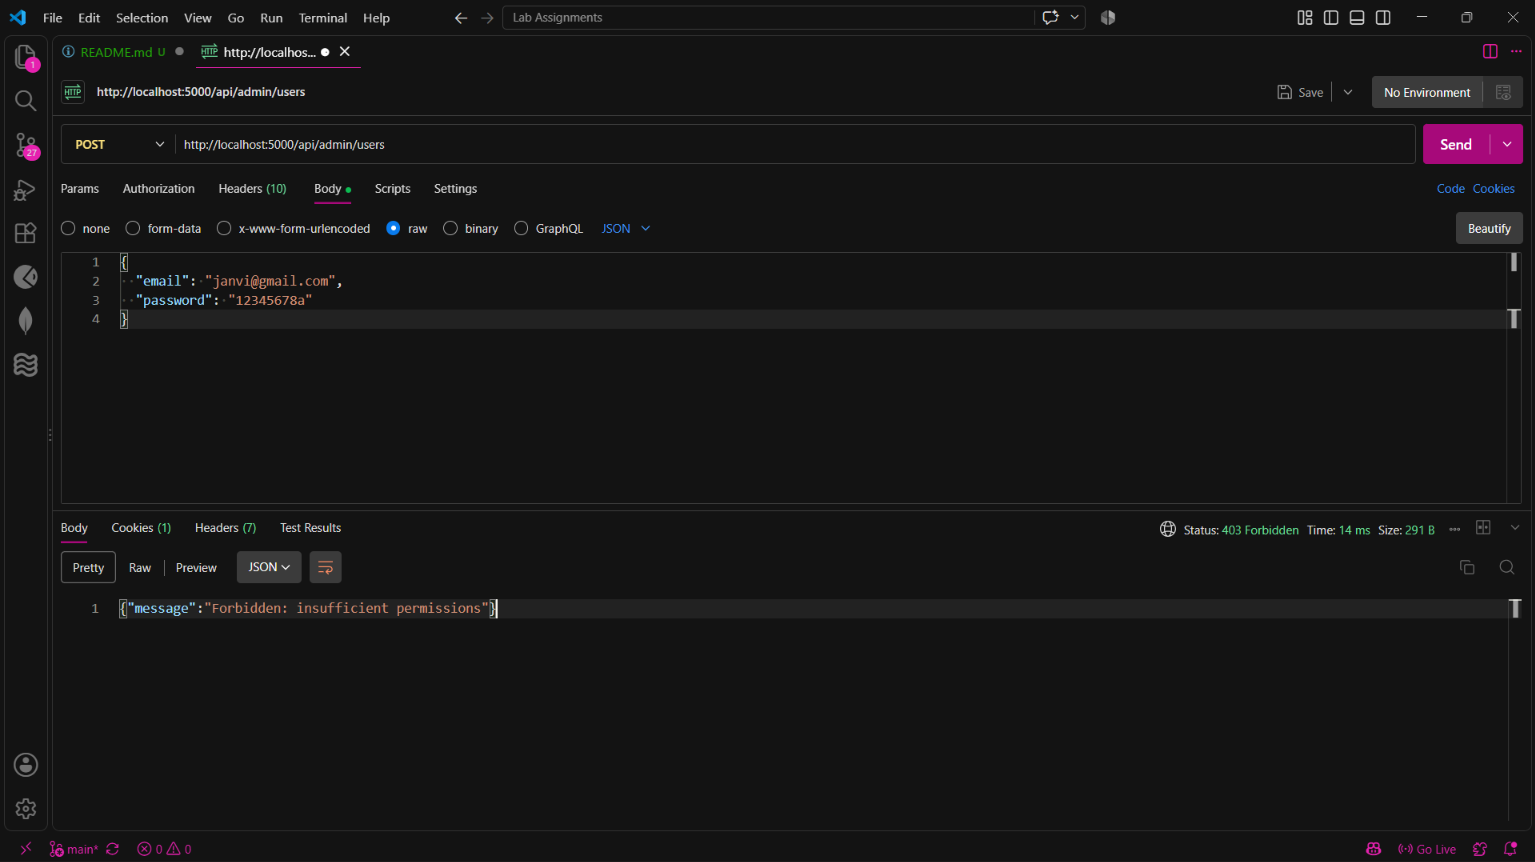 File Edit Selection View Go Run Terminal Help
Lab Assignments
README.md U
http://localhos...
1
HTTP
http://localhost:5000/api/admin/users
Save
No Environment
POST
http://localhost:5000/api/admin/users
Send
27
Params Authorization Headers (10) Body Scripts Settings
Code Cookies
none form-data x-www-form-urlencoded raw binary GraphQL JSON
Beautify
1 {
2 "email": "janvi@gmail.com",
3 "password": "12345678a"
4 }
Body Cookies (1) Headers (7) Test Results
Status: 403 Forbidden Time: 14 ms Size: 291 B
Pretty Raw Preview JSON
1 {"message":"Forbidden: insufficient permissions"}
main* 0 0
Go Live